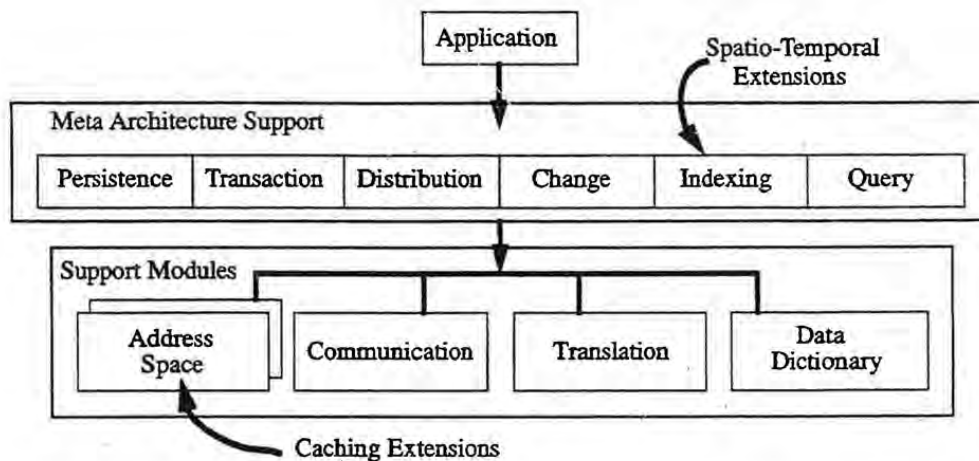 Application
Spatio-Temporal
Extensions
Meta Architecture Support
Persistence
Transaction
Distribution
Change
Indexing
Query
Support Modules
Address
Space
Communication
Translation
Data
Dictionary
Caching Extensions